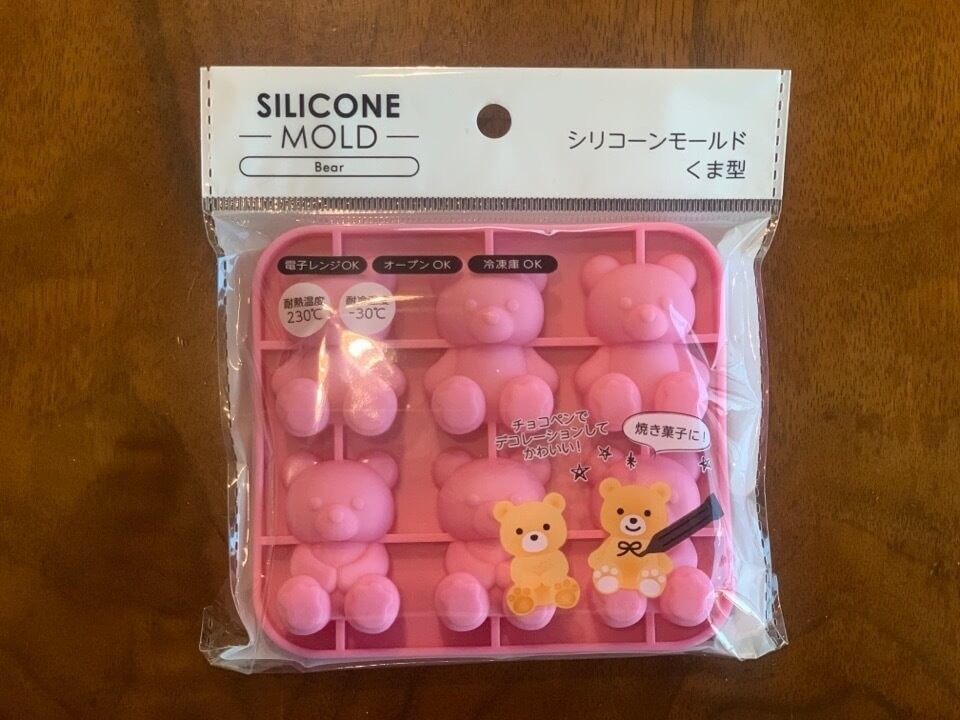 SILICONE
MOLD
Bear
シリコーンモールド
くま型
電子レンジOK
オーブンOK
冷凍庫OK
耐熱温度
230℃
耐冷温度
-30℃
チョコペンで
デコレーションして
かわいい!
焼き菓子に!